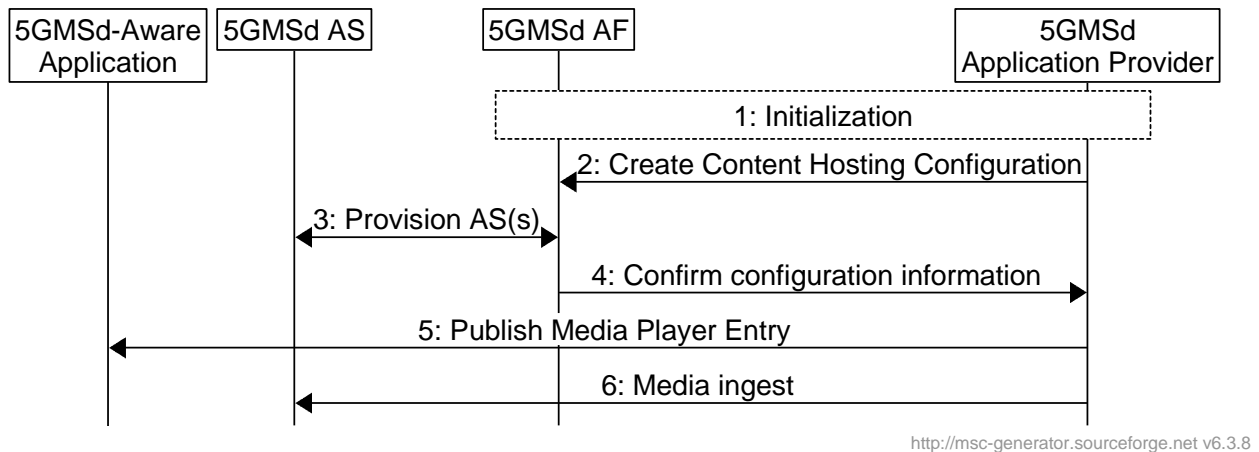 5GMSd-Aware
Application
5GMSd AS
5GMSd AF
5GMSd
Application Provider
1: Initialization
2: Create Content Hosting Configuration
3: Provision AS(s)
4: Confirm configuration information
5: Publish Media Player Entry
6: Media ingest
http://msc-generator.sourceforge.net v6.3.8